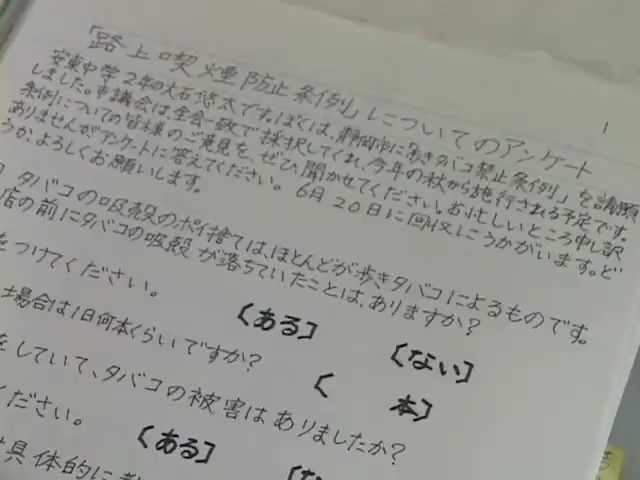 「路上喫煙防止条例」についてのアンケート
1
安東中学2年の大石悠太です。ぼくは、静岡市に「歩きタバコ禁止条例」を請願
しました。市議会は、全会一致で採択してくれ、今年の秋から施行される予定です。
条例についての皆様のご意見を、ぜひ、聞かせてください。お忙しいところ申し訳
ありませんがアンケートに答えてください。6月20日に回収にうかがいます。ど
うか、よろしくお願いします。
タバコの吸殻のポイ捨ては、ほとんどが歩きタバコによるものです。
店の前にタバコの吸殻が落ちていたことは、ありますか?
をつけてください。
〔ある〕 〔ない〕
場合は1日何本くらいですか?
〔 本〕
をしていて、タバコの被害はありましたか?
ください。
〔ある〕
具体的に